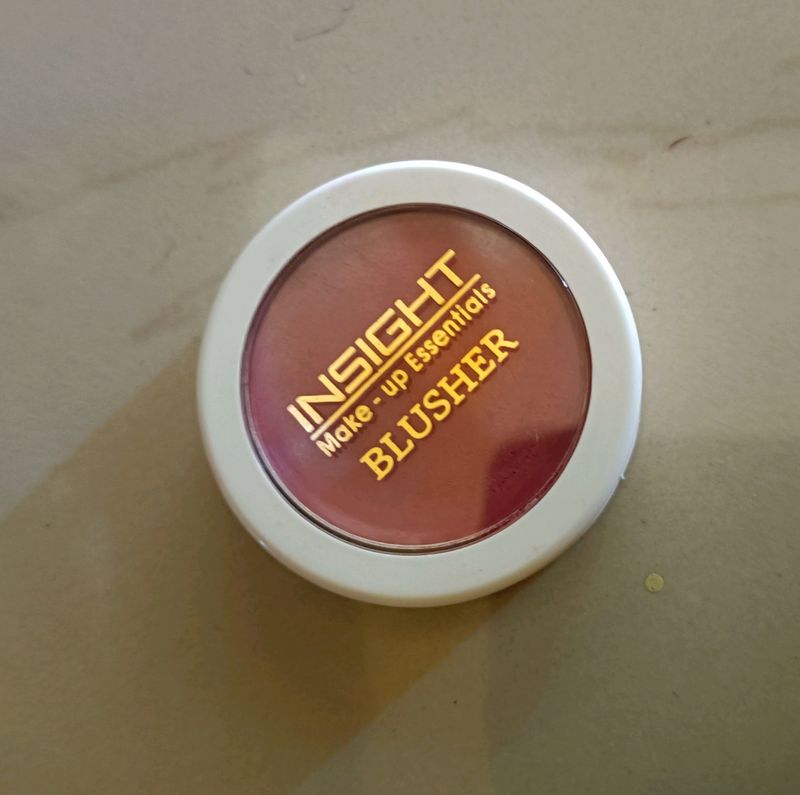 INSIGHT
Make-up Essentials
BLUSHER